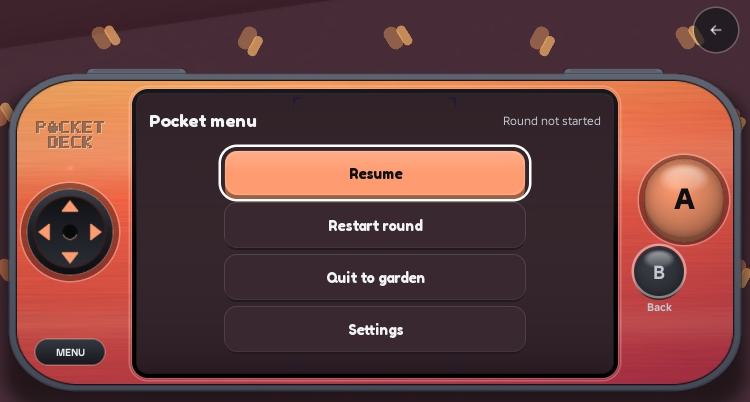 POCKET
DECK
Pocket menu
Round not started
Resume
Restart round
Quit to garden
Settings
A
B
Back
MENU